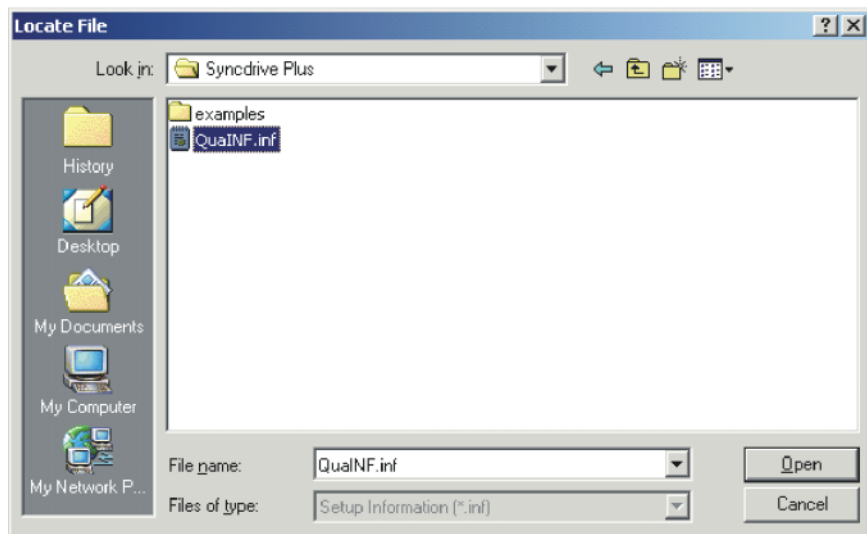 Locate File
Look in: Syncdrive Plus
examples
QuaINF.inf
History
Desktop
My Documents
My Computer
My Network P...
File name: QuaINF.inf Open
Files of type: Setup Information (*.inf) Cancel